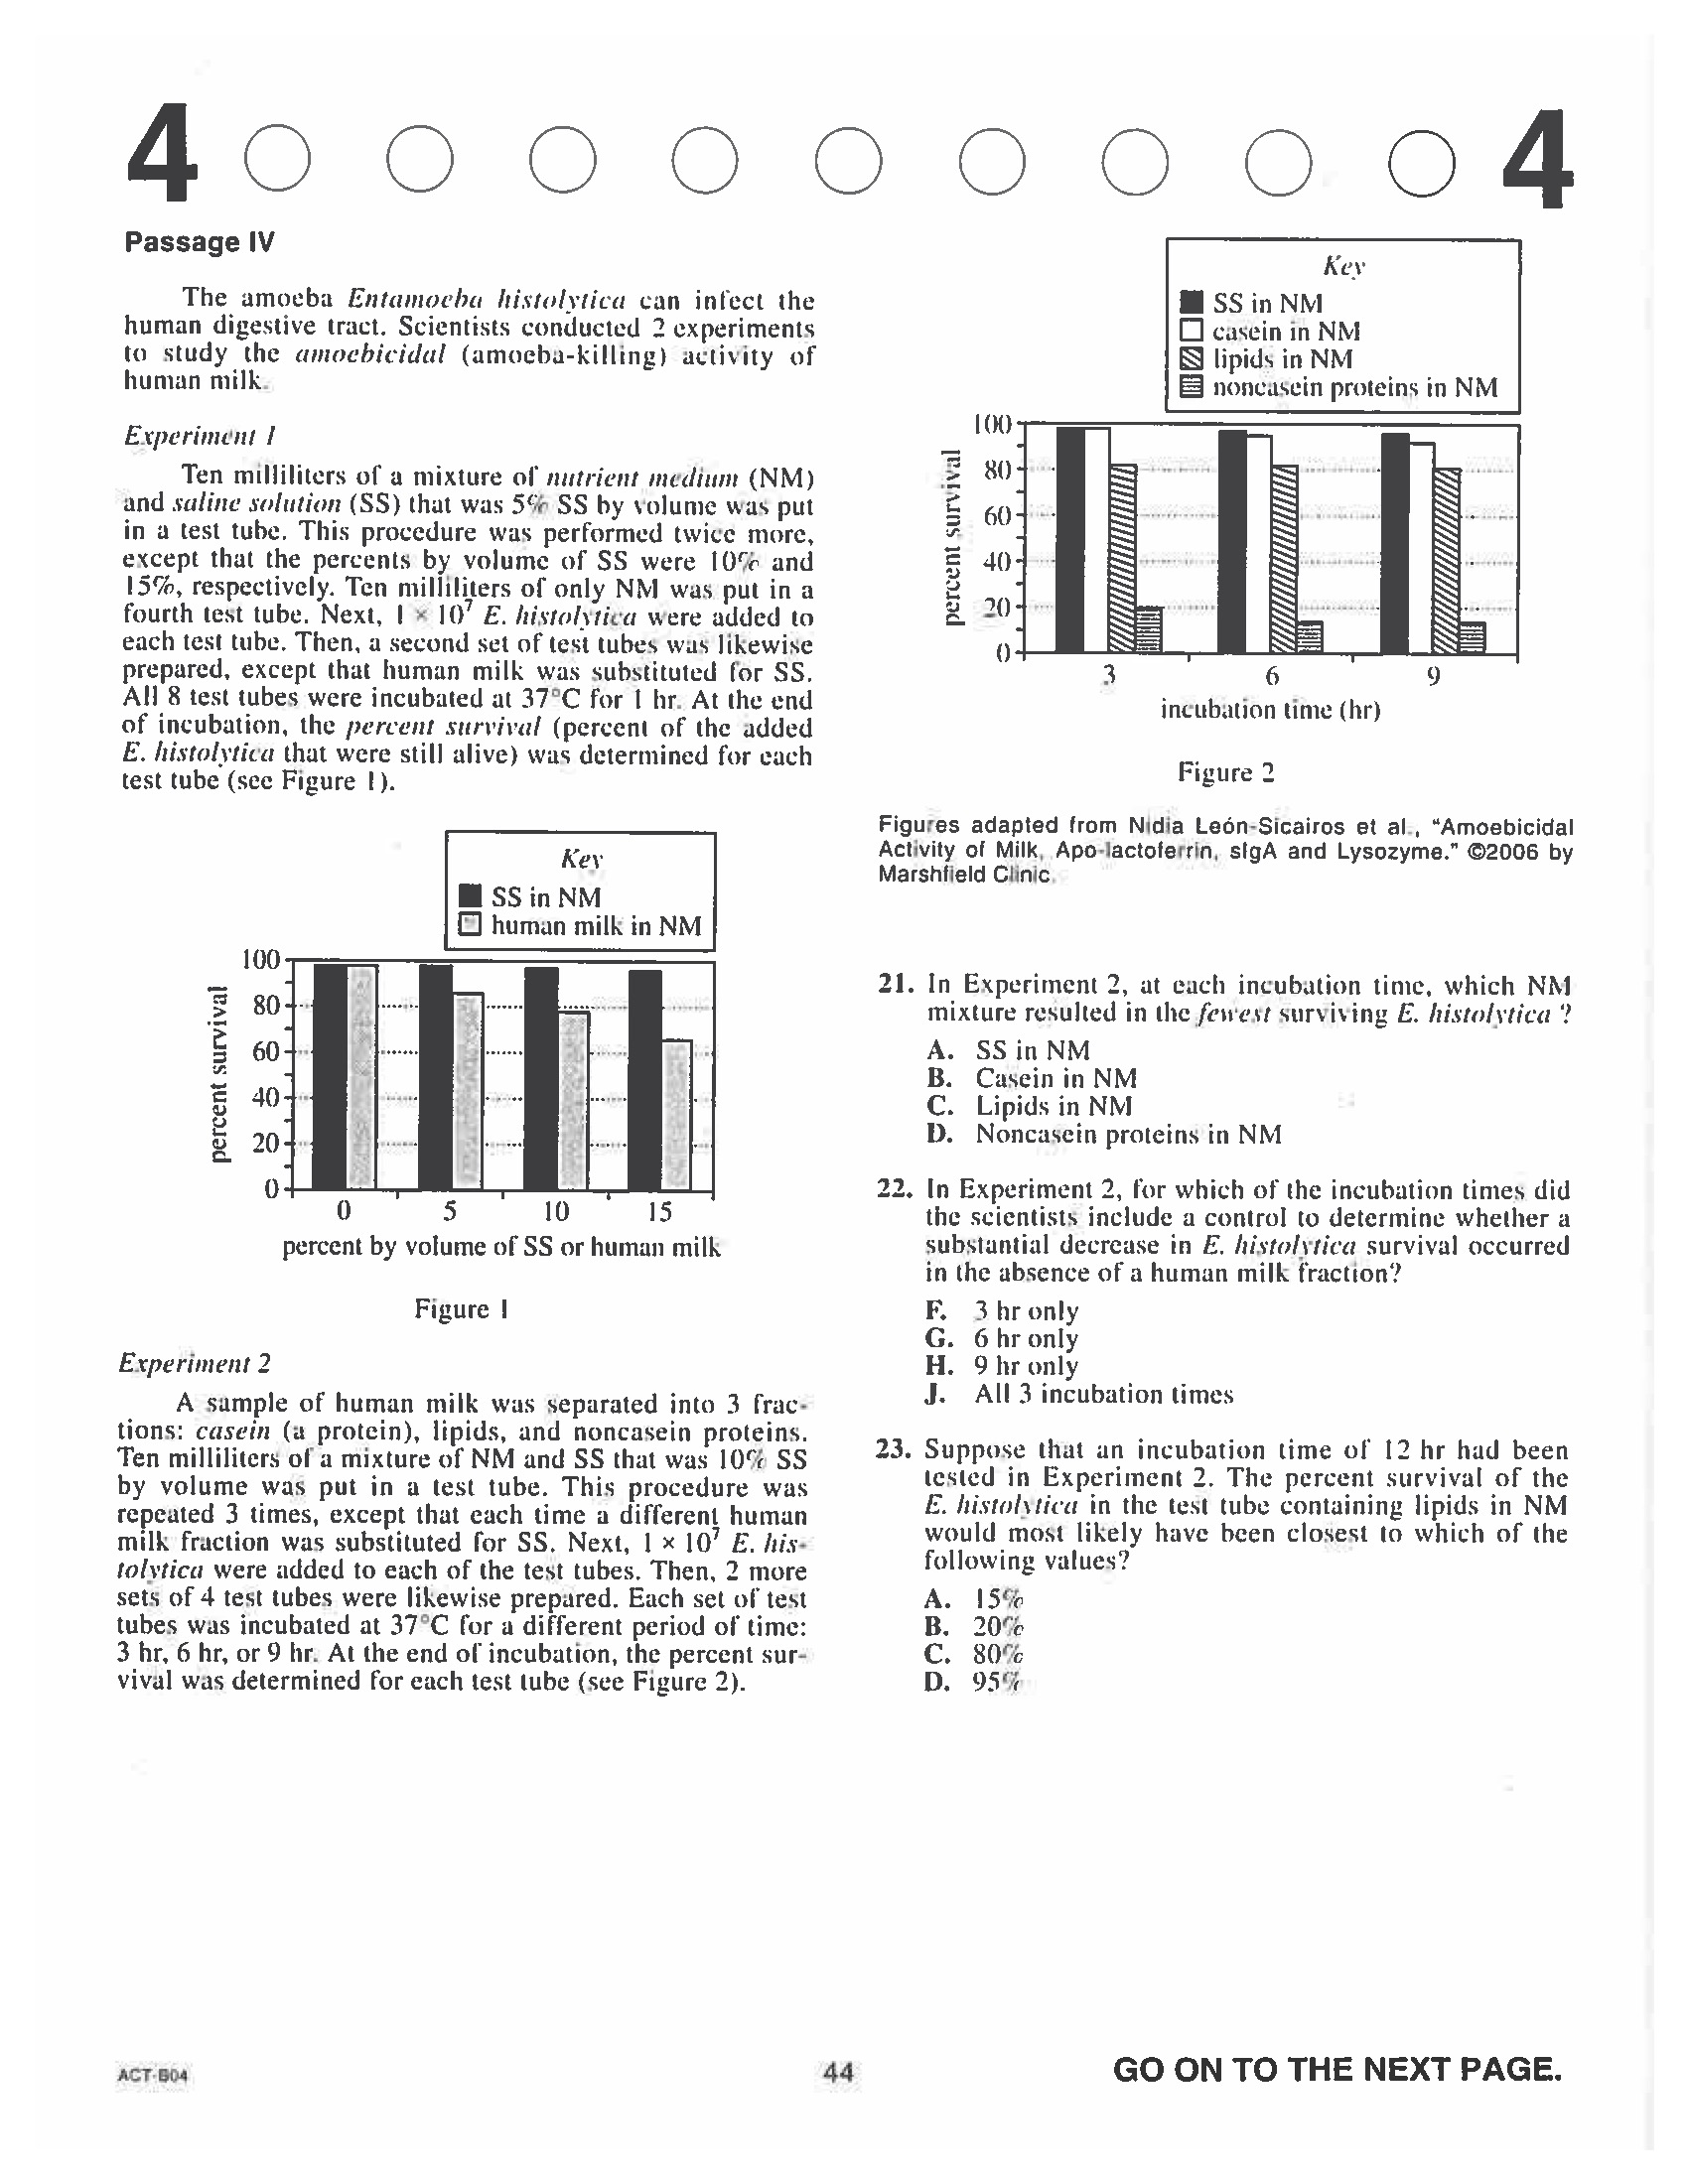 4 4
Passage IV
The amoeba Entamoeba histolytica can infect the
human digestive tract. Scientists conducted 2 experiments
to study the amoebicidal (amoeba-killing) activity of
human milk.
Experiment 1
Ten milliliters of a mixture of nutrient medium (NM)
and saline solution (SS) that was 5% SS by volume was put
in a test tube. This procedure was performed twice more,
except that the percents by volume of SS were 10% and
15%, respectively. Ten milliliters of only NM was put in a
fourth test tube. Next, 1 × 10⁷ E. histolytica were added to
each test tube. Then, a second set of test tubes was likewise
prepared, except that human milk was substituted for SS.
All 8 test tubes were incubated at 37°C for 1 hr. At the end
of incubation, the percent survival (percent of the added
E. histolytica that were still alive) was determined for each
test tube (see Figure 1).
Key
SS in NM
human milk in NM
percent survival
100
80
60
40
20
0
0 5 10 15
percent by volume of SS or human milk
Figure 1
Experiment 2
A sample of human milk was separated into 3 frac-
tions: casein (a protein), lipids, and noncasein proteins.
Ten milliliters of a mixture of NM and SS that was 10% SS
by volume was put in a test tube. This procedure was
repeated 3 times, except that each time a different human
milk fraction was substituted for SS. Next, 1 × 10⁷ E. his-
tolytica were added to each of the test tubes. Then, 2 more
sets of 4 test tubes were likewise prepared. Each set of test
tubes was incubated at 37°C for a different period of time:
3 hr, 6 hr, or 9 hr. At the end of incubation, the percent sur-
vival was determined for each test tube (see Figure 2).
Key
SS in NM
casein in NM
lipids in NM
noncasein proteins in NM
percent survival
100
80
60
40
20
0
3 6 9
incubation time (hr)
Figure 2
Figures adapted from Nidia León-Sicairos et al., “Amoebicidal
Activity of Milk, Apo-lactoferrin, sIgA and Lysozyme.” ©2006 by
Marshfield Clinic.
21. In Experiment 2, at each incubation time, which NM
mixture resulted in the fewest surviving E. histolytica ?
A. SS in NM
B. Casein in NM
C. Lipids in NM
D. Noncasein proteins in NM
22. In Experiment 2, for which of the incubation times did
the scientists include a control to determine whether a
substantial decrease in E. histolytica survival occurred
in the absence of a human milk fraction?
F. 3 hr only
G. 6 hr only
H. 9 hr only
J. All 3 incubation times
23. Suppose that an incubation time of 12 hr had been
tested in Experiment 2. The percent survival of the
E. histolytica in the test tube containing lipids in NM
would most likely have been closest to which of the
following values?
A. 15%
B. 20%
C. 80%
D. 95%
ACT-B04
44
GO ON TO THE NEXT PAGE.